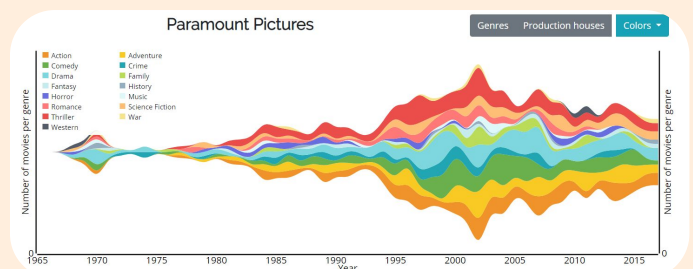 Paramount Pictures
Genres Production houses Colors
Action Adventure
Comedy Crime
Drama Family
Fantasy History
Horror Music
Romance Science Fiction
Thriller War
Western
Number of movies per genre
Number of movies per genre
0 0
1965 1970 1975 1980 1985 1990 1995 2000 2005 2010 2015
Year